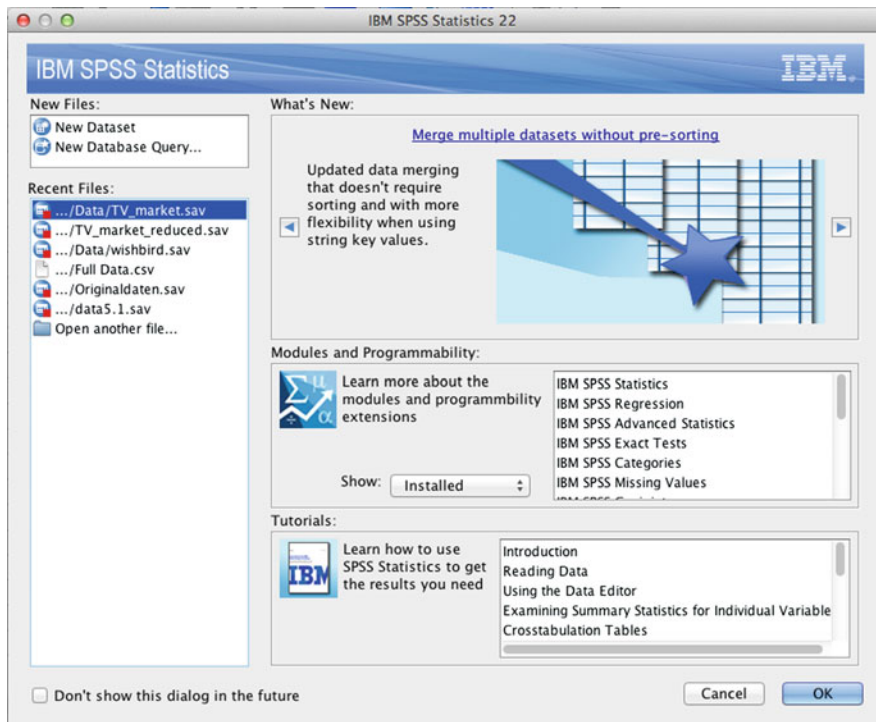 IBM SPSS Statistics 22
IBM SPSS Statistics
IBM.
New Files:
New Dataset
New Database Query...
Recent Files:
.../Data/TV_market.sav
.../TV_market_reduced.sav
.../Data/wishbird.sav
.../Full Data.csv
.../Originaldaten.sav
.../data5.1.sav
Open another file...
What's New:
Merge multiple datasets without pre-sorting
Updated data merging
that doesn't require
sorting and with more
flexibility when using
string key values.
Modules and Programmability:
Learn more about the
modules and programmbility
extensions
Show:
Installed
IBM SPSS Statistics
IBM SPSS Regression
IBM SPSS Advanced Statistics
IBM SPSS Exact Tests
IBM SPSS Categories
IBM SPSS Missing Values
IBM SPSS
Tutorials:
IBM
Learn how to use
SPSS Statistics to get
the results you need
Introduction
Reading Data
Using the Data Editor
Examining Summary Statistics for Individual Variable
Crosstabulation Tables
Don't show this dialog in the
future
Cancel
OK